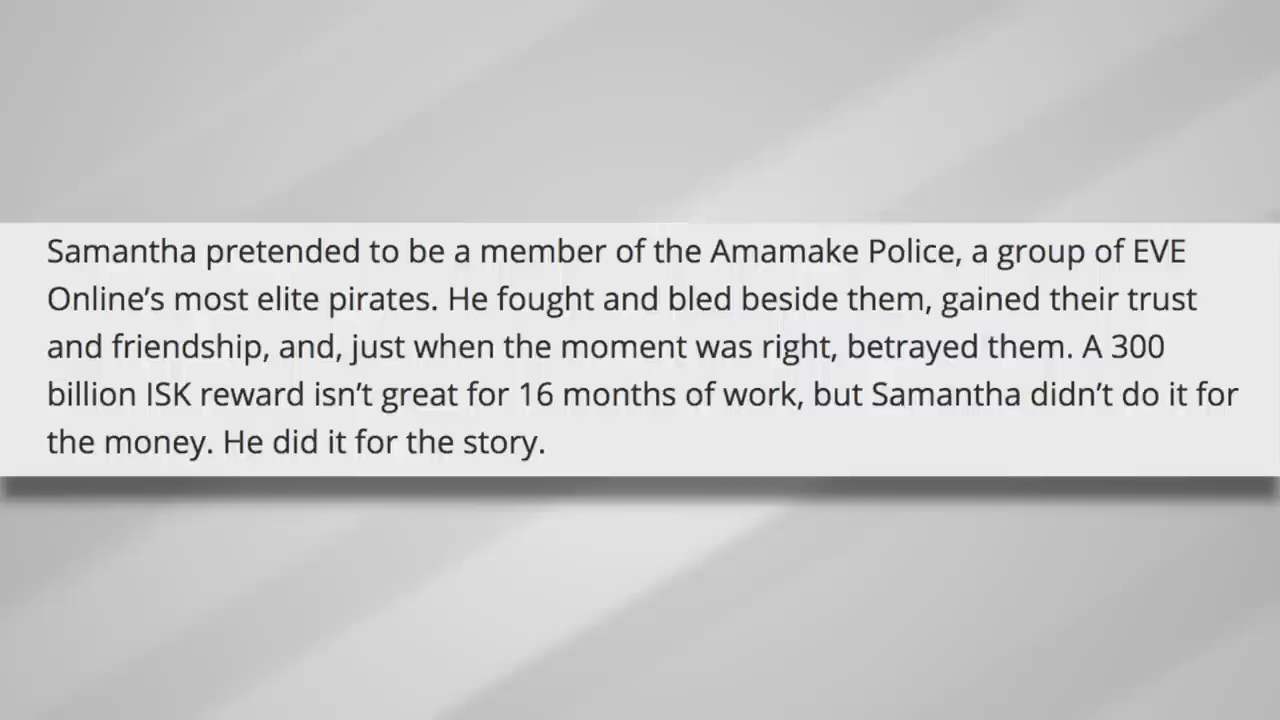 Samantha pretended to be a member of the Amamake Police, a group of EVE
Online’s most elite pirates. He fought and bled beside them, gained their trust
and friendship, and, just when the moment was right, betrayed them. A 300
billion ISK reward isn’t great for 16 months of work, but Samantha didn’t do it for
the money. He did it for the story.